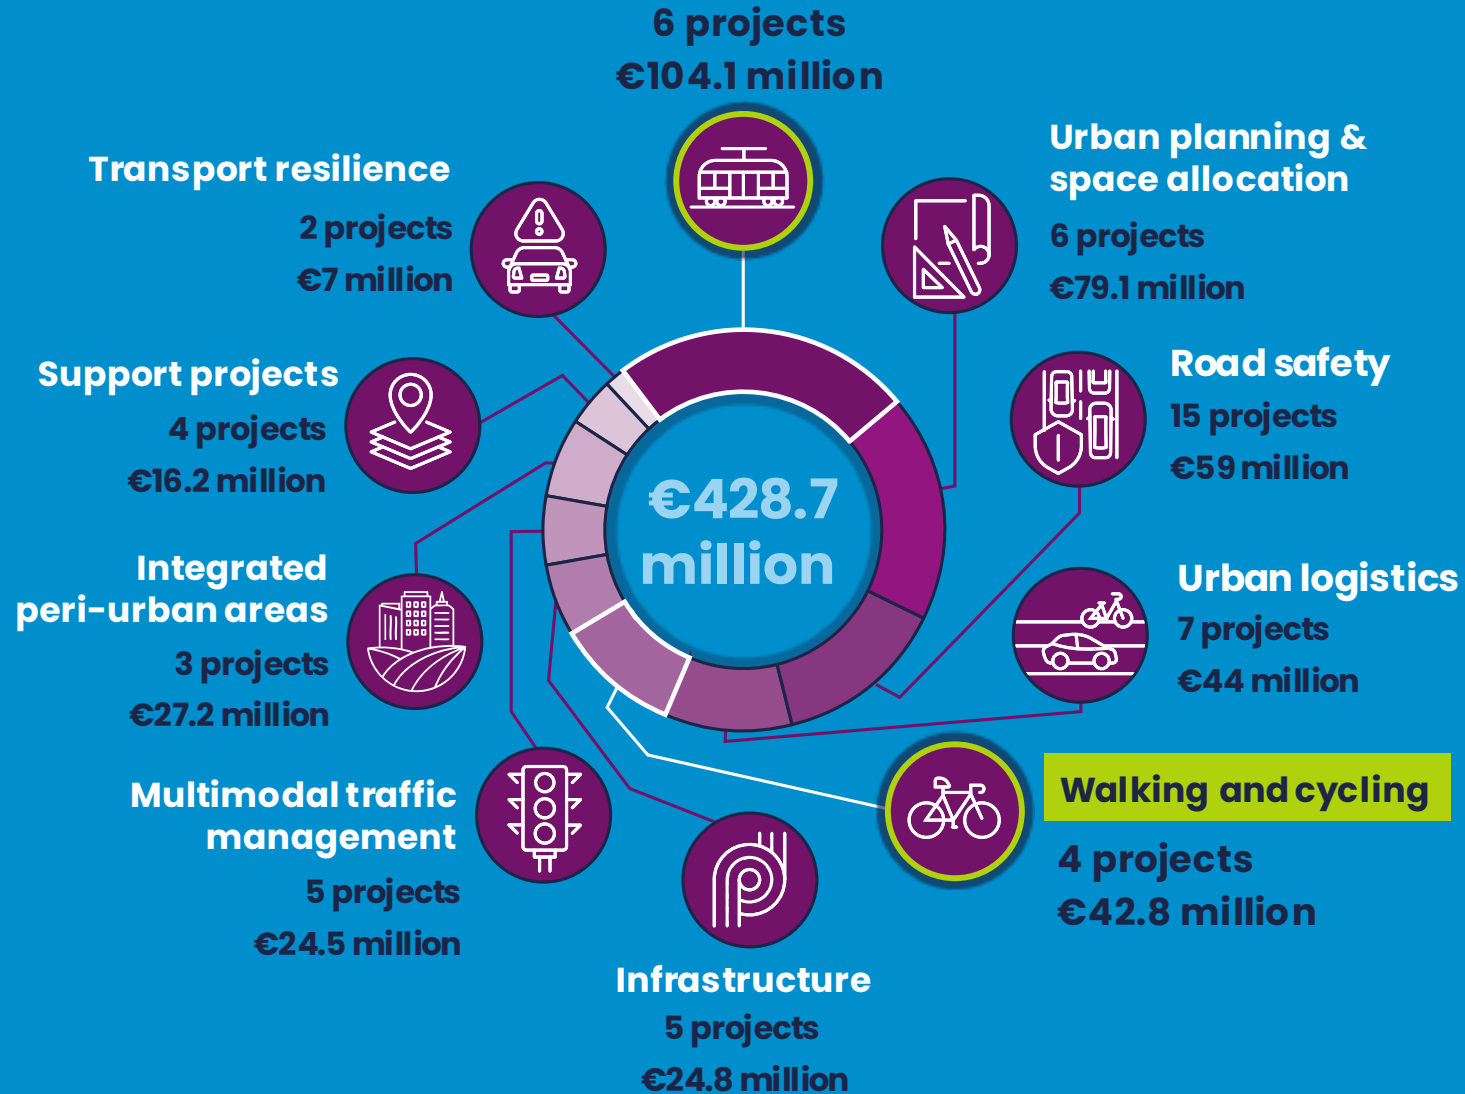 6 projects
€104.1 million
Transport resilience
2 projects
€7 million
Urban planning &
space allocation
6 projects
€79.1 million
Support projects
4 projects
€16.2 million
Road safety
15 projects
€59 million
€428.7
million
Integrated
peri-urban areas
3 projects
€27.2 million
Urban logistics
7 projects
€44 million
Multimodal traffic
management
5 projects
€24.5 million
Walking and cycling
4 projects
€42.8 million
Infrastructure
5 projects
€24.8 million